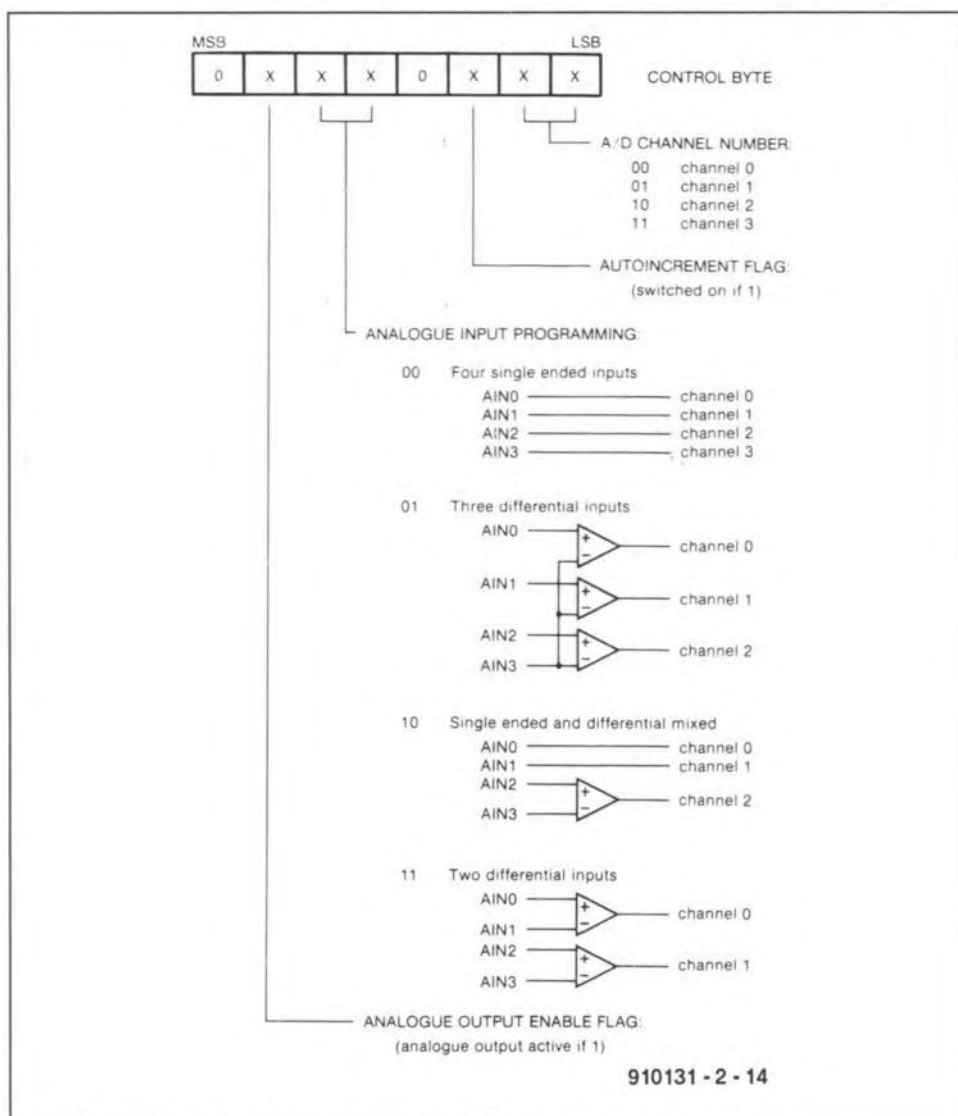 MSB LSB
0 X X X 0 X X X CONTROL BYTE
A/D CHANNEL NUMBER:
00 channel 0
01 channel 1
10 channel 2
11 channel 3
AUTOINCREMENT FLAG:
(switched on if 1)
ANALOGUE INPUT PROGRAMMING:
00 Four single ended inputs
AIN0 channel 0
AIN1 channel 1
AIN2 channel 2
AIN3 channel 3
01 Three differential inputs
AIN0 + − channel 0
AIN1 + − channel 1
AIN2 + − channel 2
AIN3
10 Single ended and differential mixed
AIN0 channel 0
AIN1 channel 1
AIN2 + − channel 2
AIN3
11 Two differential inputs
AIN0 + − channel 0
AIN1
AIN2 + − channel 1
AIN3
ANALOGUE OUTPUT ENABLE FLAG:
(analogue output active if 1)
910131 - 2 - 14